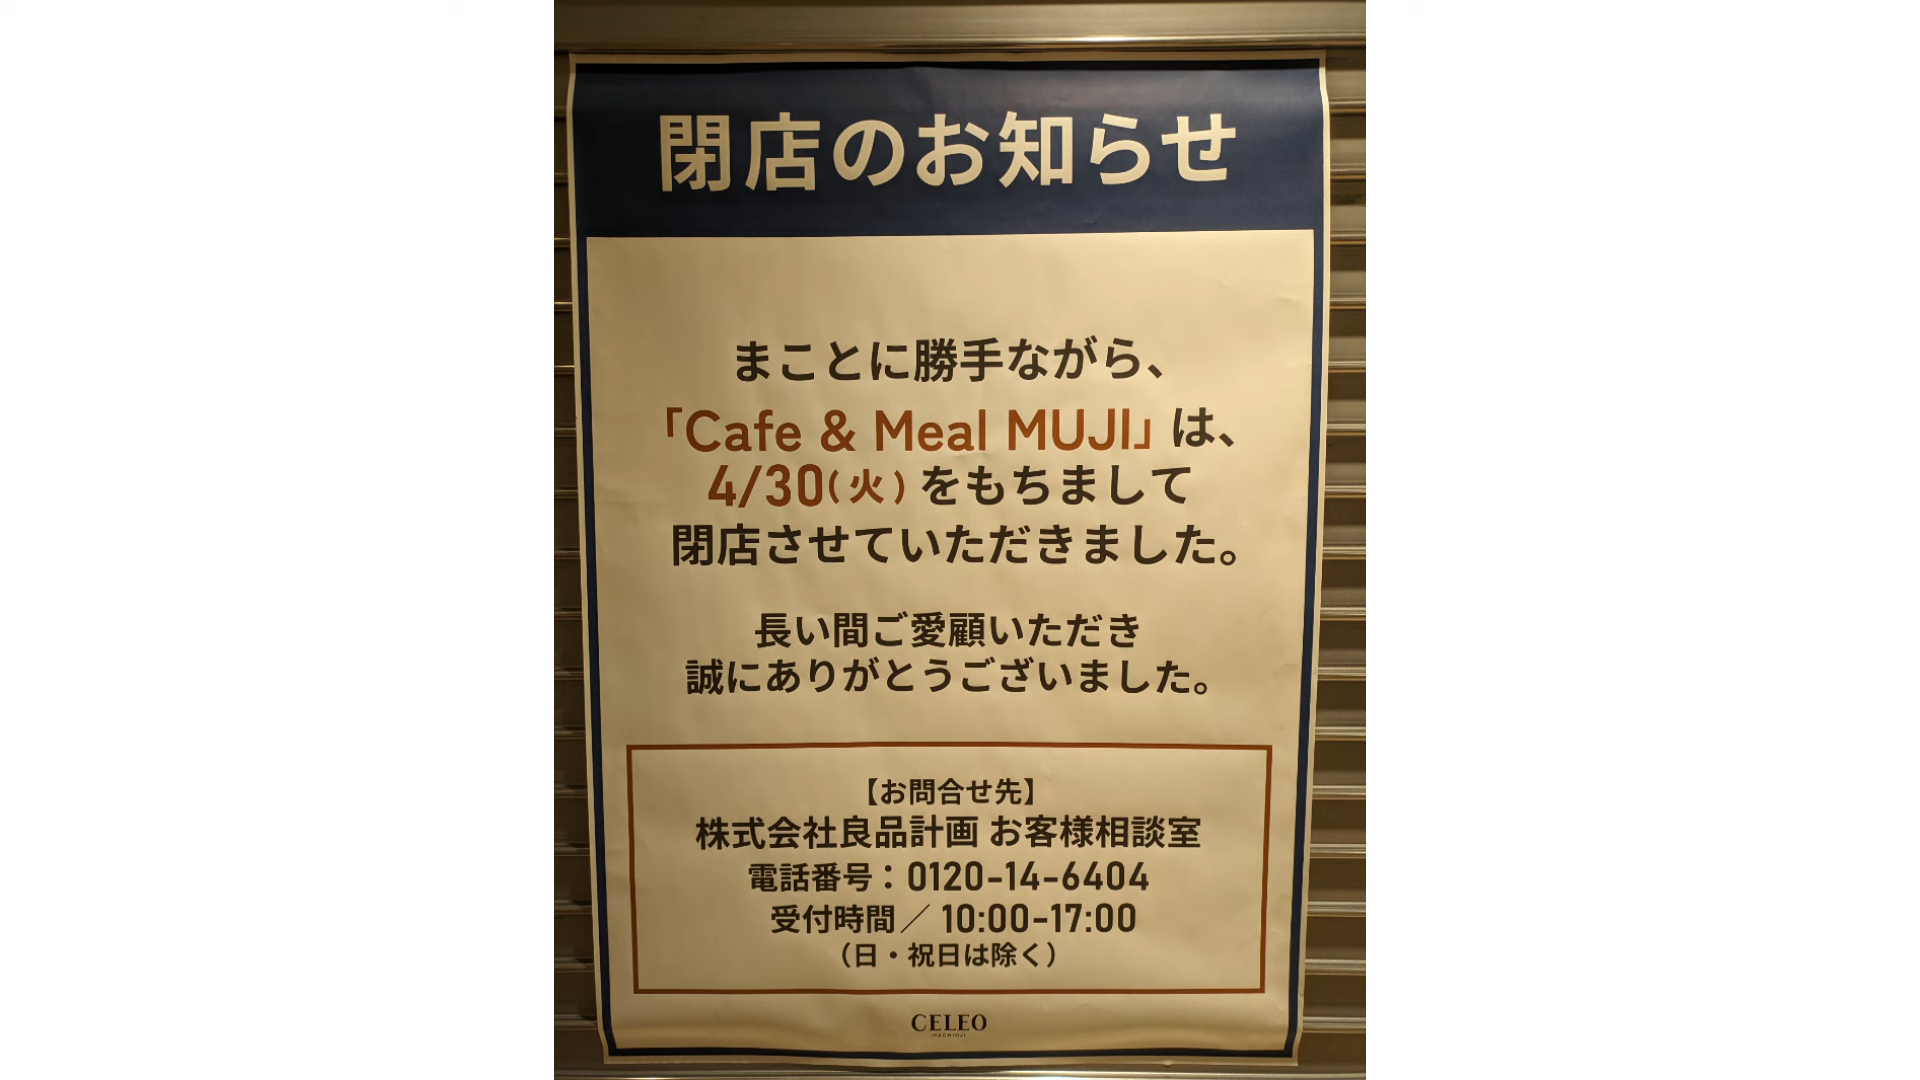 閉店のお知らせ
まことに勝手ながら、
「Cafe & Meal MUJI」は、
4/30(火)をもちまして
閉店させていただきました。
長い間ご愛顧いただき
誠にありがとうございました。
【お問合せ先】
株式会社良品計画 お客様相談室
電話番号：0120-14-6404
受付時間／10:00-17:00
（日・祝日は除く）
CELEO
HACHIOJI